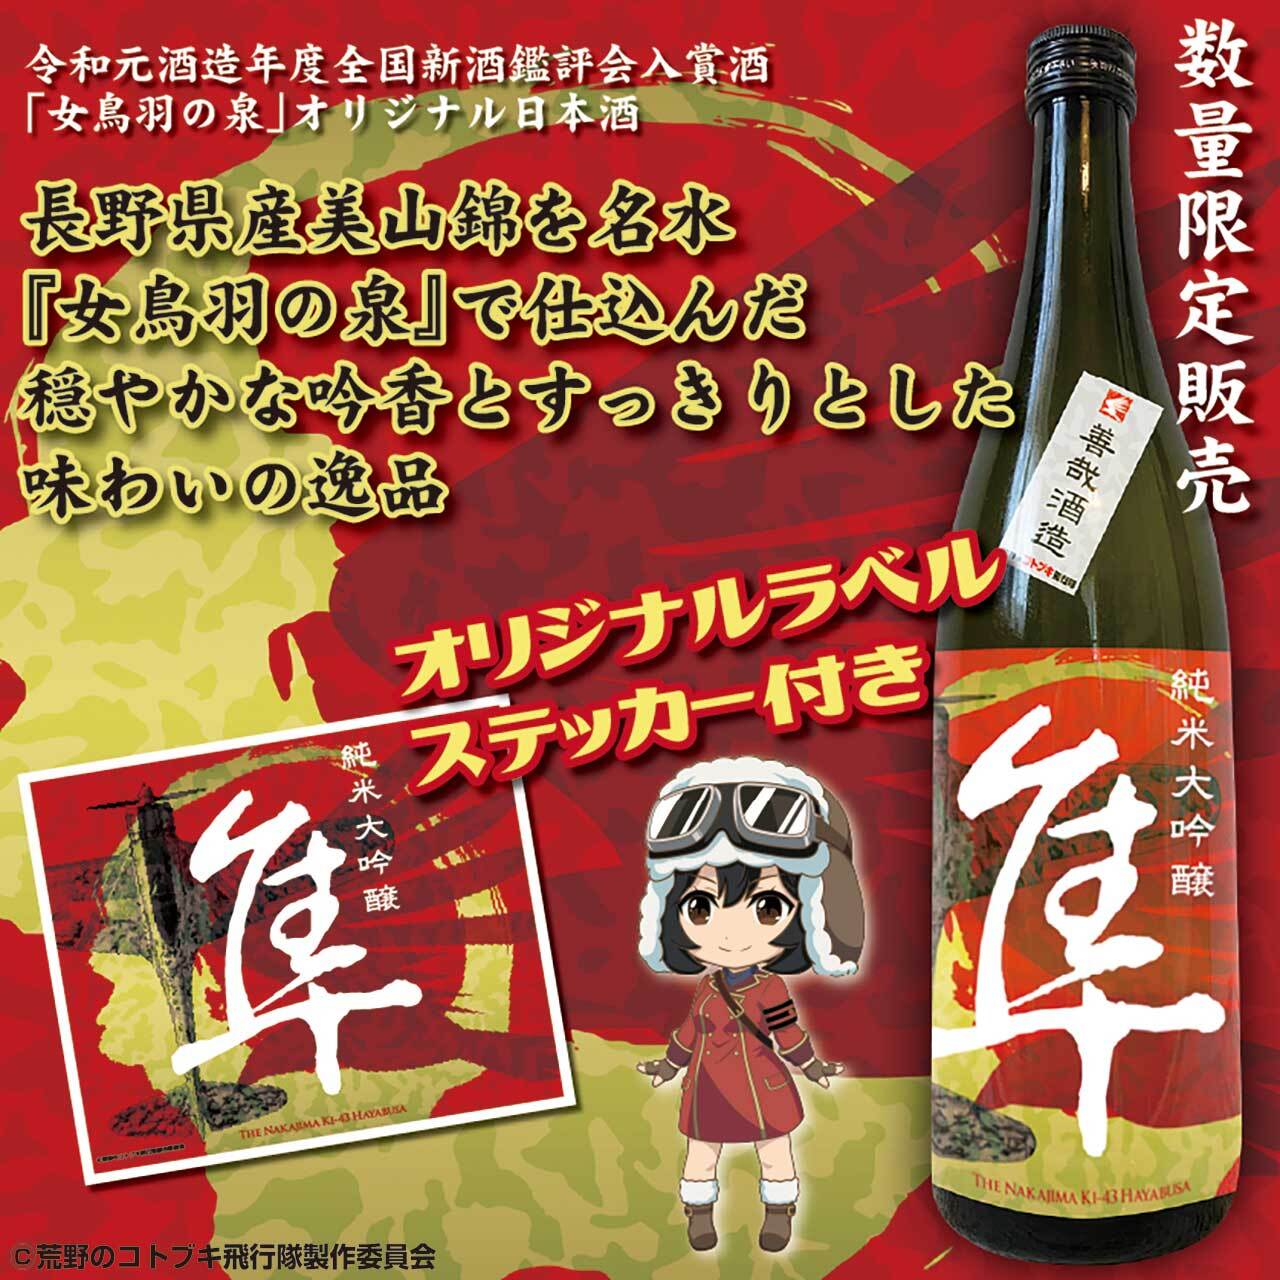 令和元酒造年度全国新酒鑑評会入賞酒
「女鳥羽の泉」オリジナル日本酒
数量限定販売
長野県産美山錦を名水
『女鳥羽の泉』で仕込んだ
穏やかな吟香とすっきりとした
味わいの逸品
善哉酒造
オリジナルラベル
ステッカー付き
純米大吟醸
隼
THE NAKAJIMA KI-43 HAYABUSA
純米大吟醸
隼
THE NAKAJIMA KI-43 HAYABUSA
©荒野のコトブキ飛行隊製作委員会